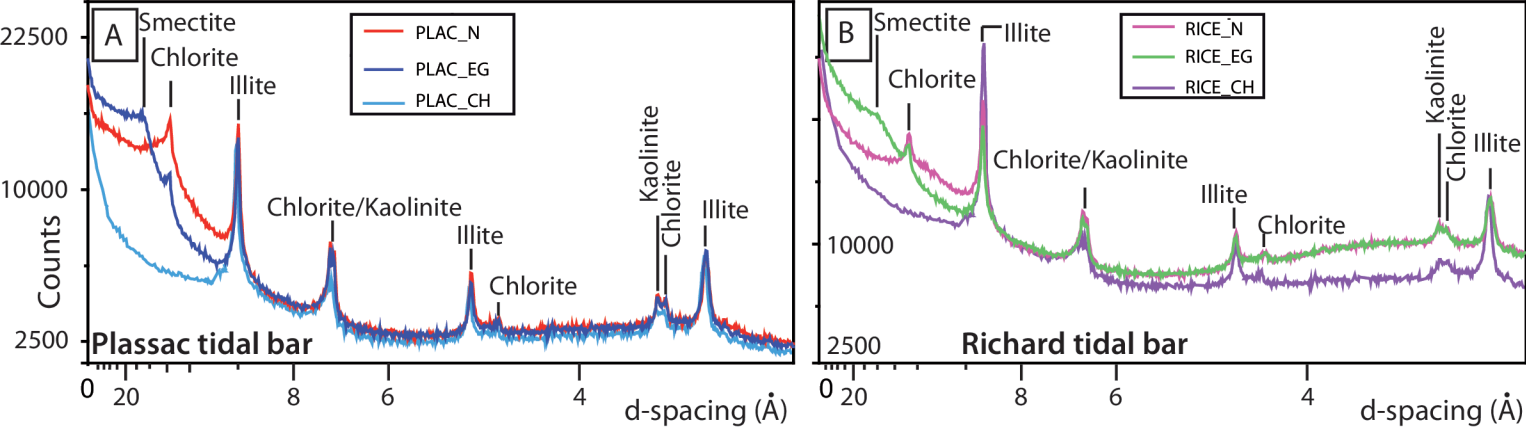 A
Smectite
Chlorite
Illite
PLAC_N
PLAC_EG
PLAC_CH
22500
10000
2500
Counts
Chlorite/Kaolinite
Illite
Chlorite
Kaolinite
Chlorite
Illite
Plassac tidal bar
0 20 8 6 4
d-spacing (Å)
B
Smectite
Chlorite
Illite
RICE_N
RICE_EG
RICE_CH
Chlorite/Kaolinite
Illite
Chlorite
Kaolinite
Chlorite
Illite
10000
2500
Richard tidal bar
0 20 8 6 4
d-spacing (Å)